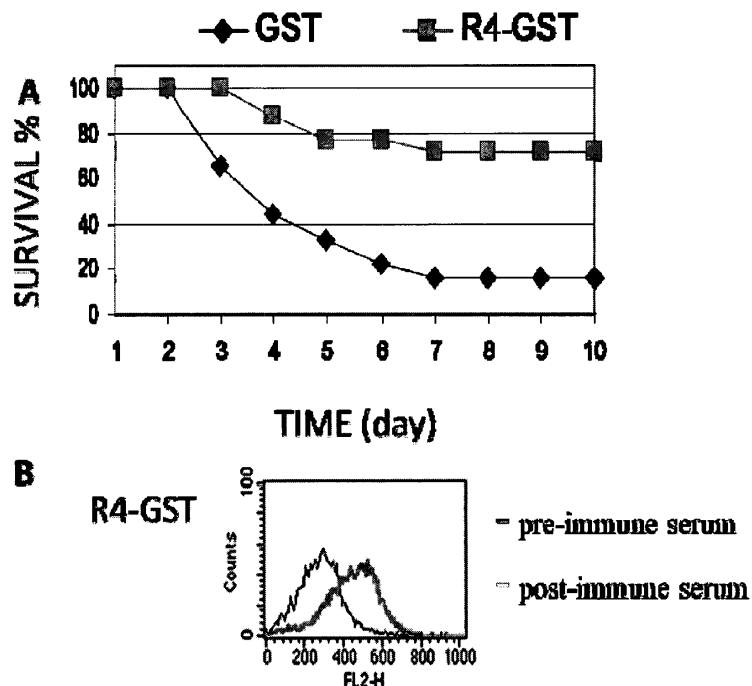 GST R4-GST
A
SURVIVAL %
100
80
60
40
20
0
1 2 3 4 5 6 7 8 9 10
TIME (day)
B
R4-GST
100
Counts
0
0 200 400 600 800 1000
FL2-H
pre-immune serum
post-immune serum